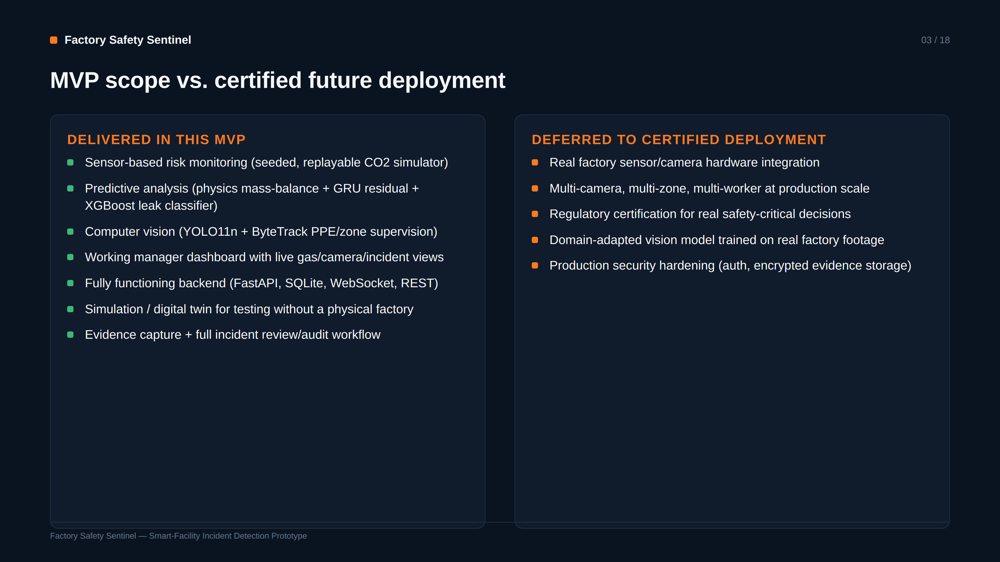 Factory Safety Sentinel
03 / 18
MVP scope vs. certified future deployment
DELIVERED IN THIS MVP
Sensor-based risk monitoring (seeded, replayable CO2 simulator)
Predictive analysis (physics mass-balance + GRU residual +
XGBoost leak classifier)
Computer vision (YOLO11n + ByteTrack PPE/zone supervision)
Working manager dashboard with live gas/camera/incident views
Fully functioning backend (FastAPI, SQLite, WebSocket, REST)
Simulation / digital twin for testing without a physical factory
Evidence capture + full incident review/audit workflow
DEFERRED TO CERTIFIED DEPLOYMENT
Real factory sensor/camera hardware integration
Multi-camera, multi-zone, multi-worker at production scale
Regulatory certification for real safety-critical decisions
Domain-adapted vision model trained on real factory footage
Production security hardening (auth, encrypted evidence storage)
Factory Safety Sentinel — Smart-Facility Incident Detection Prototype